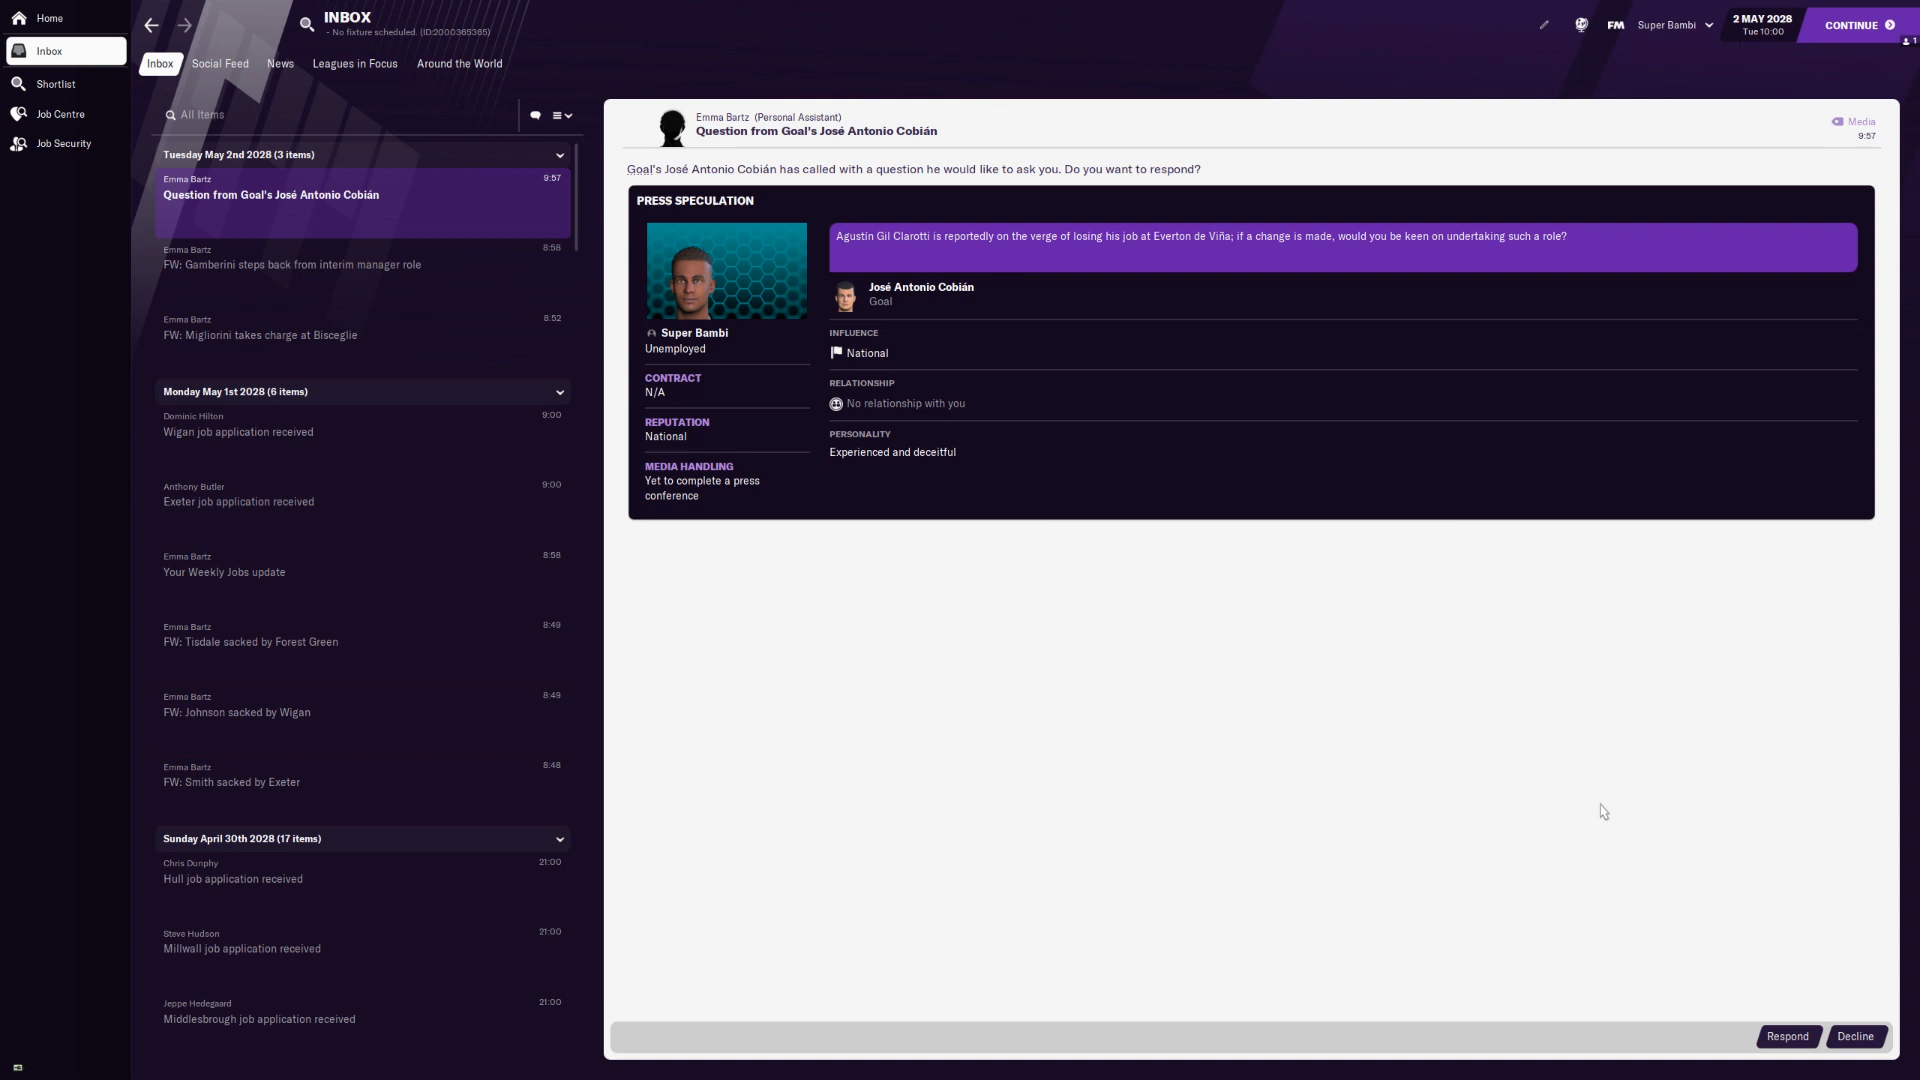 Home
Inbox
Shortlist
Job Centre
Job Security
INBOX
- No fixture scheduled. (ID:2000365365)
FM
Super Bambi
2 MAY 2028
Tue 10:00
CONTINUE
1
Inbox
Social Feed
News
Leagues in Focus
Around the World
All Items
Tuesday May 2nd 2028 (3 items)
Emma Bartz
9:57
Question from Goal's José Antonio Cobián
Emma Bartz
8:58
FW: Gamberini steps back from interim manager role
Emma Bartz
8:52
FW: Migliorini takes charge at Bisceglie
Monday May 1st 2028 (6 items)
Dominic Hilton
9:00
Wigan job application received
Anthony Butler
9:00
Exeter job application received
Emma Bartz
8:58
Your Weekly Jobs update
Emma Bartz
8:49
FW: Tisdale sacked by Forest Green
Emma Bartz
8:49
FW: Johnson sacked by Wigan
Emma Bartz
8:48
FW: Smith sacked by Exeter
Sunday April 30th 2028 (17 items)
Chris Dunphy
21:00
Hull job application received
Steve Hudson
21:00
Millwall job application received
Jeppe Hedegaard
21:00
Middlesbrough job application received
Emma Bartz (Personal Assistant)
Question from Goal's José Antonio Cobián
Media
9:57
Goal's José Antonio Cobián has called with a question he would like to ask you. Do you want to respond?
PRESS SPECULATION
Super Bambi
Unemployed
CONTRACT
N/A
REPUTATION
National
MEDIA HANDLING
Yet to complete a press
conference
Agustín Gil Clarotti is reportedly on the verge of losing his job at Everton de Viña; if a change is made, would you be keen on undertaking such a role?
José Antonio Cobián
Goal
INFLUENCE
National
RELATIONSHIP
No relationship with you
PERSONALITY
Experienced and deceitful
Respond
Decline